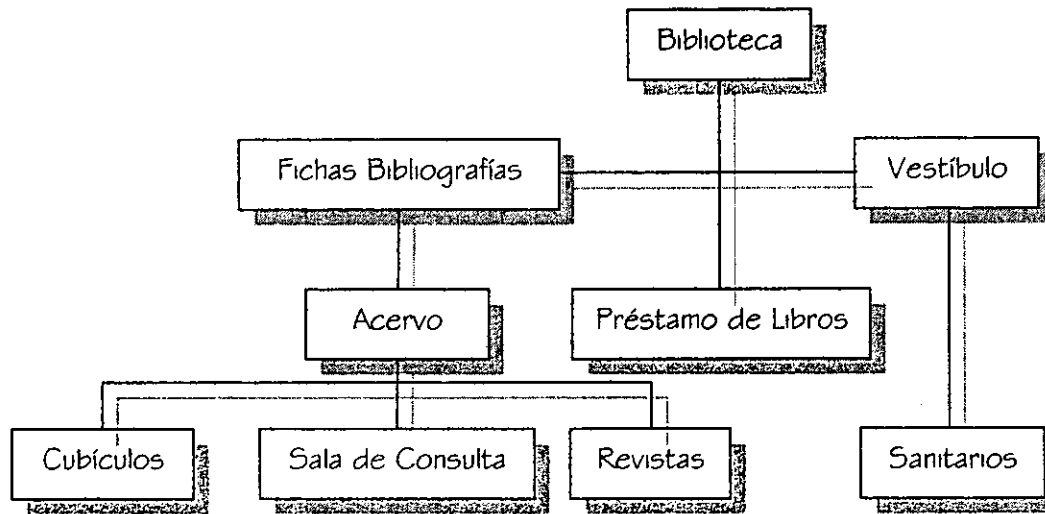 Biblioteca
Fichas Bibliografías
Vestíbulo
Acervo
Préstamo de Libros
Cubículos
Sala de Consulta
Revistas
Sanitarios